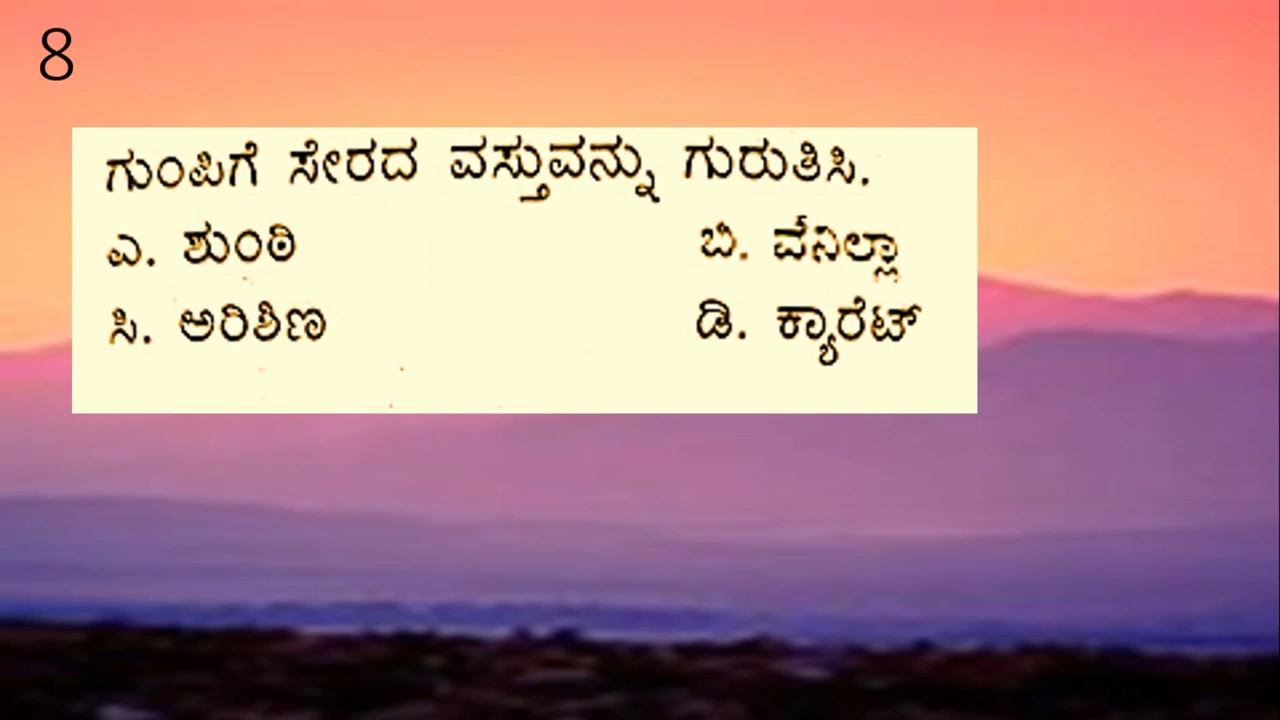 8
ಗುಂಪಿಗೆ ಸೇರದ ವಸ್ತುವನ್ನು ಗುರುತಿಸಿ.
ಎ. ಶುಂಠಿ ಬಿ. ವೆನಿಲ್ಲಾ
ಸಿ. ಅರಿಶಿಣ ಡಿ. ಕ್ಯಾರೆಟ್